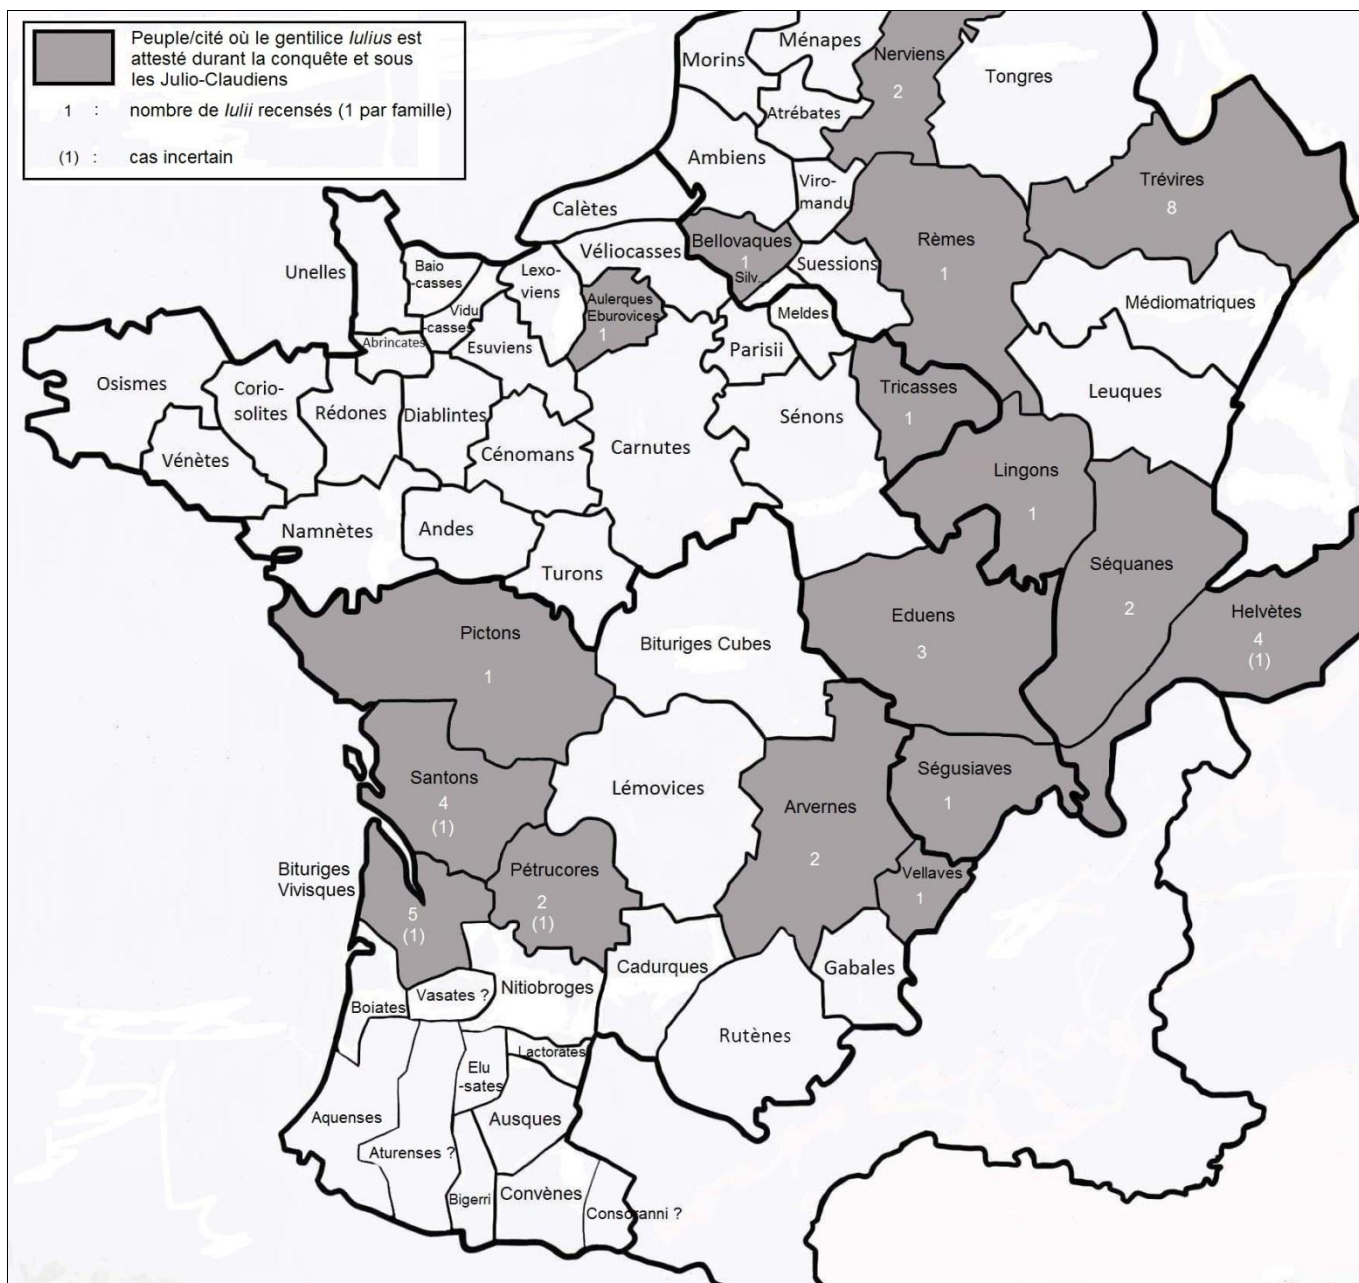 Peuple/cité où le gentilice Iulius est
attesté durant la conquête et sous
les Julio-Claudiens
1 : nombre de Iulii recensés (1 par famille)
(1) : cas incertain
Ménapes
Morins
Nerviens
2
Tongres
Atrébates
Ambiens
Viro-
mandu
Trévires
8
Calètes
Bellovaques
1
Silv...
Rèmes
1
Véliocasses
Suessions
Unelles
Baio
-casses
Lexo-
viens
Vidu
-casses
Aulerques
Eburovices
1
Meldes
Médiomatriques
Abrincates
Esuviens
Parisii
Osismes
Corio-
solites
Rédones
Diablintes
Tricasses
1
Leuques
Sénons
Vénètes
Cénomans
Carnutes
Lingons
1
Namnètes
Andes
Turons
Séquanes
2
Eduens
3
Helvètes
4
(1)
Pictons
1
Bituriges Cubes
Santons
4
(1)
Lémovices
Ségusiaves
1
Arvernes
2
Bituriges
Vivisques
5
(1)
Pétrucores
2
(1)
Vellaves
1
Cadurques
Gabales
Nitiobroges
Vasates ?
Boiates
Rutènes
Lactorates
Elu
-sates
Aquenses
Ausques
Aturenses ?
Bigerri
Convènes
Consoranni ?